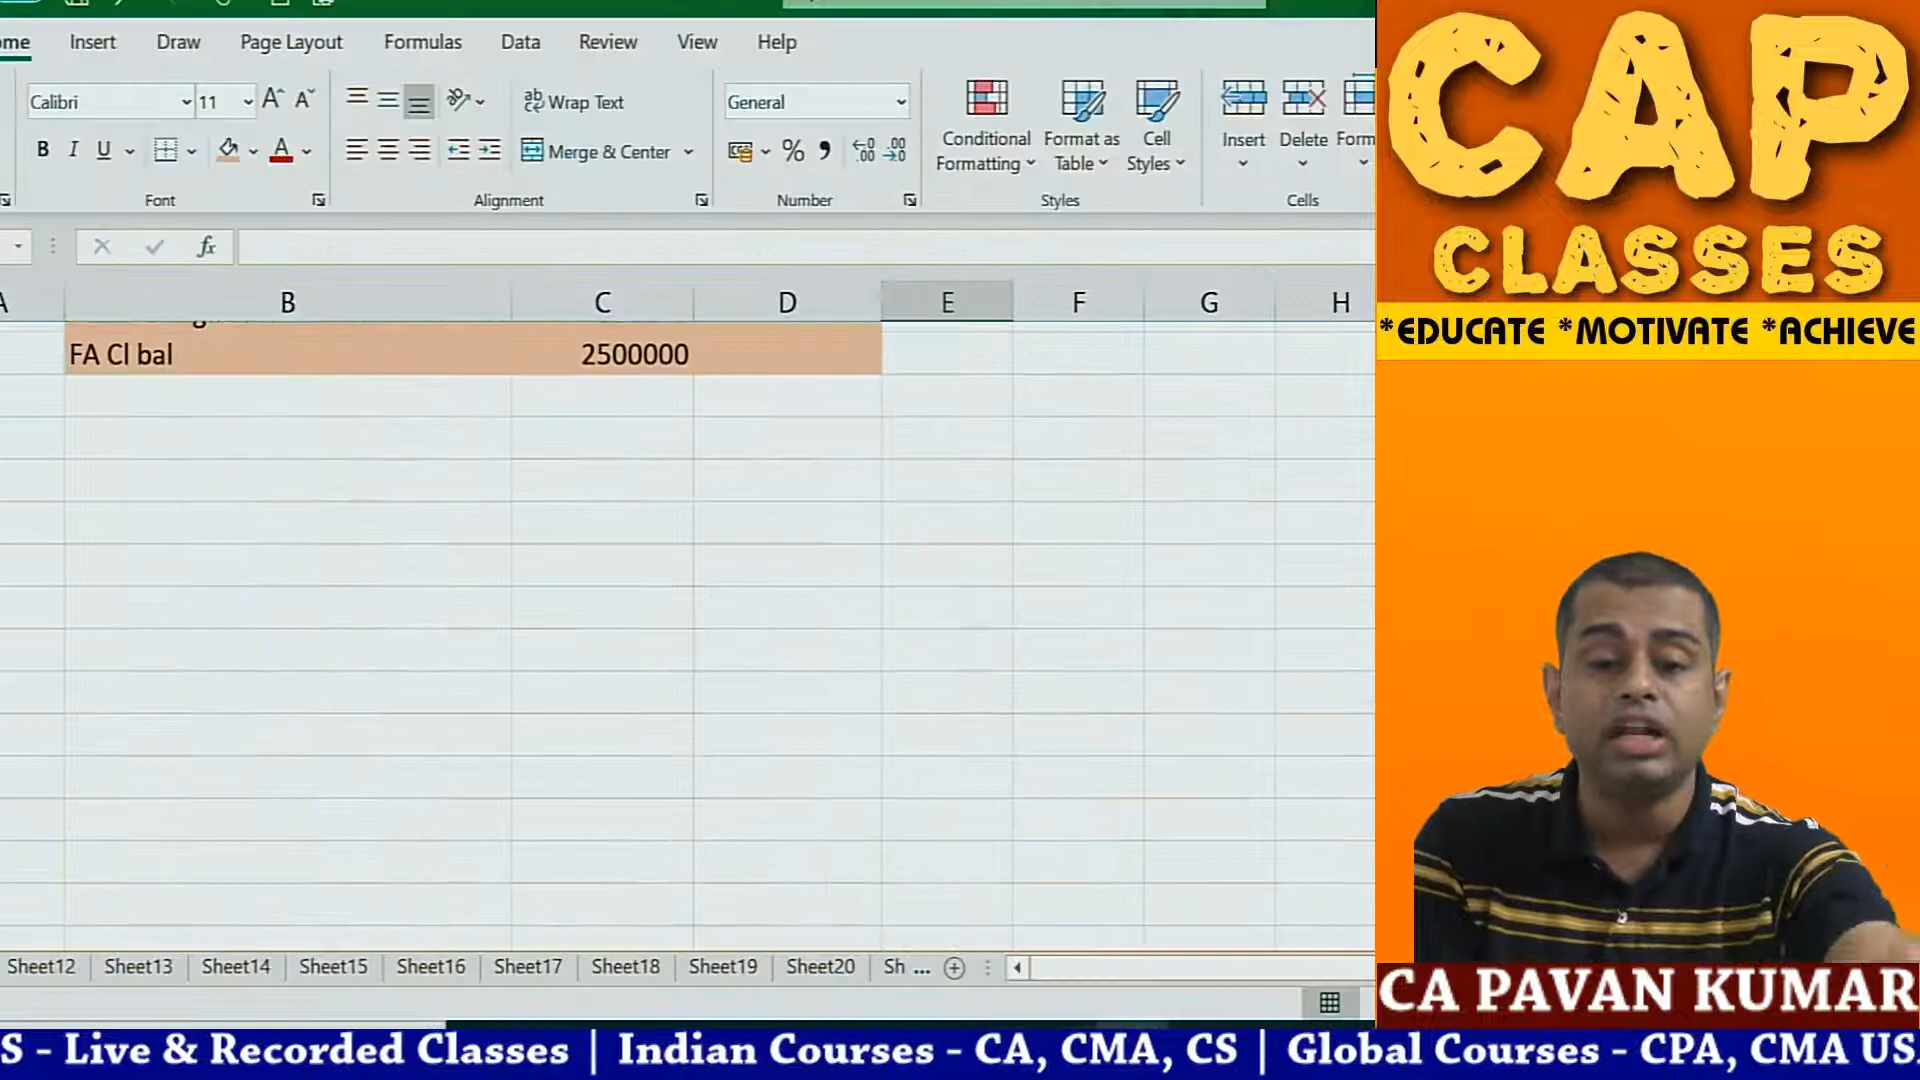 ome Insert Draw Page Layout Formulas Data Review View Help
Calibri 11 A A Wrap Text General Conditional Formatting Format as Table Cell Styles Insert Delete Form
B I U A Merge & Center % .00
Font Alignment Number Styles Cells
fx
A B C D E F G H
FA Cl bal 2500000
Sheet12 Sheet13 Sheet14 Sheet15 Sheet16 Sheet17 Sheet18 Sheet19 Sheet20 Sh ...
CAP
CLASSES
*EDUCATE *MOTIVATE *ACHIEVE
CA PAVAN KUMAR
S - Live & Recorded Classes | Indian Courses - CA, CMA, CS | Global Courses - CPA, CMA US